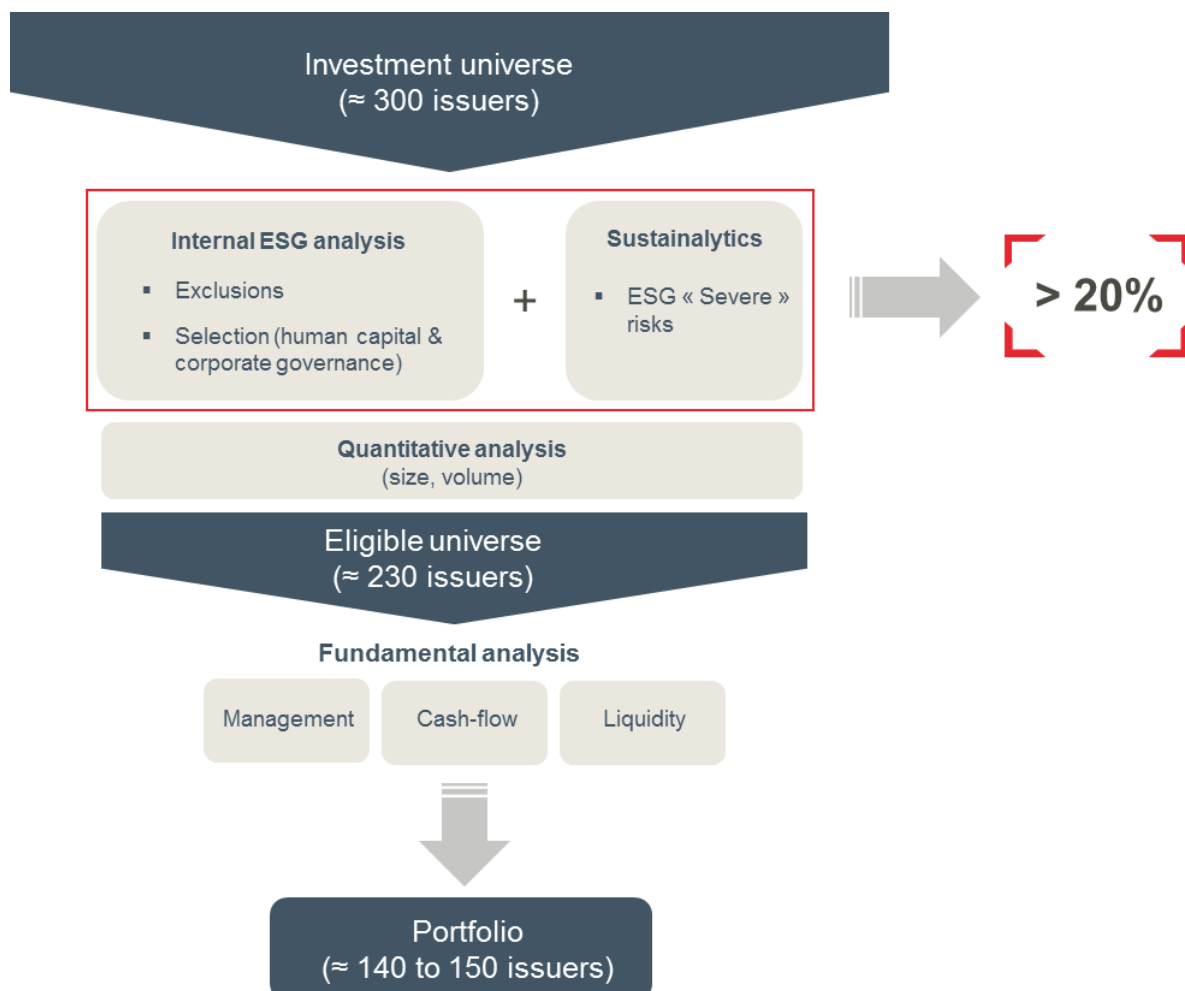 Investment universe
(≈ 300 issuers)
Internal ESG analysis
▪ Exclusions
▪ Selection (human capital &
corporate governance)
+
Sustainalytics
▪ ESG « Severe »
risks
> 20%
Quantitative analysis
(size, volume)
Eligible universe
(≈ 230 issuers)
Fundamental analysis
Management
Cash-flow
Liquidity
Portfolio
(≈ 140 to 150 issuers)